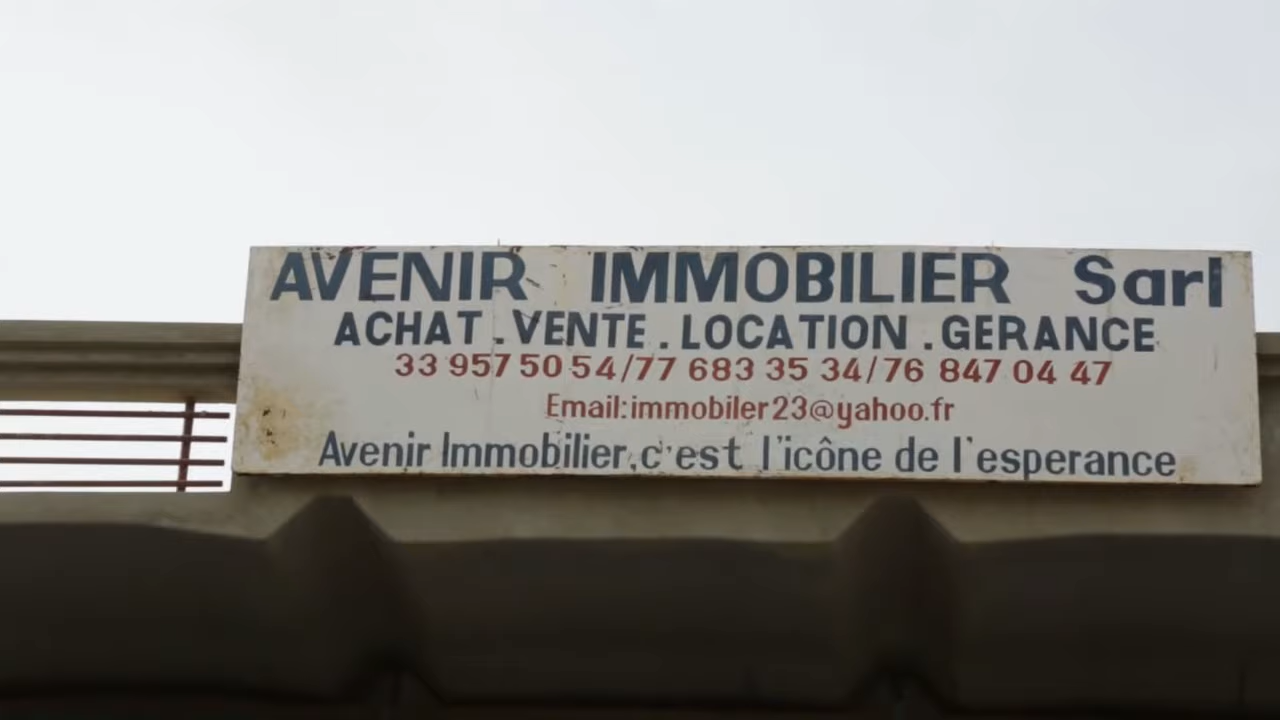 AVENIR IMMOBILIER Sarl
ACHAT.VENTE.LOCATION.GERANCE
33 957 50 54/77 683 35 34/76 847 04 47
Email:immobiler23@yahoo.fr
Avenir Immobilier,c'est l'icône de l'esperance